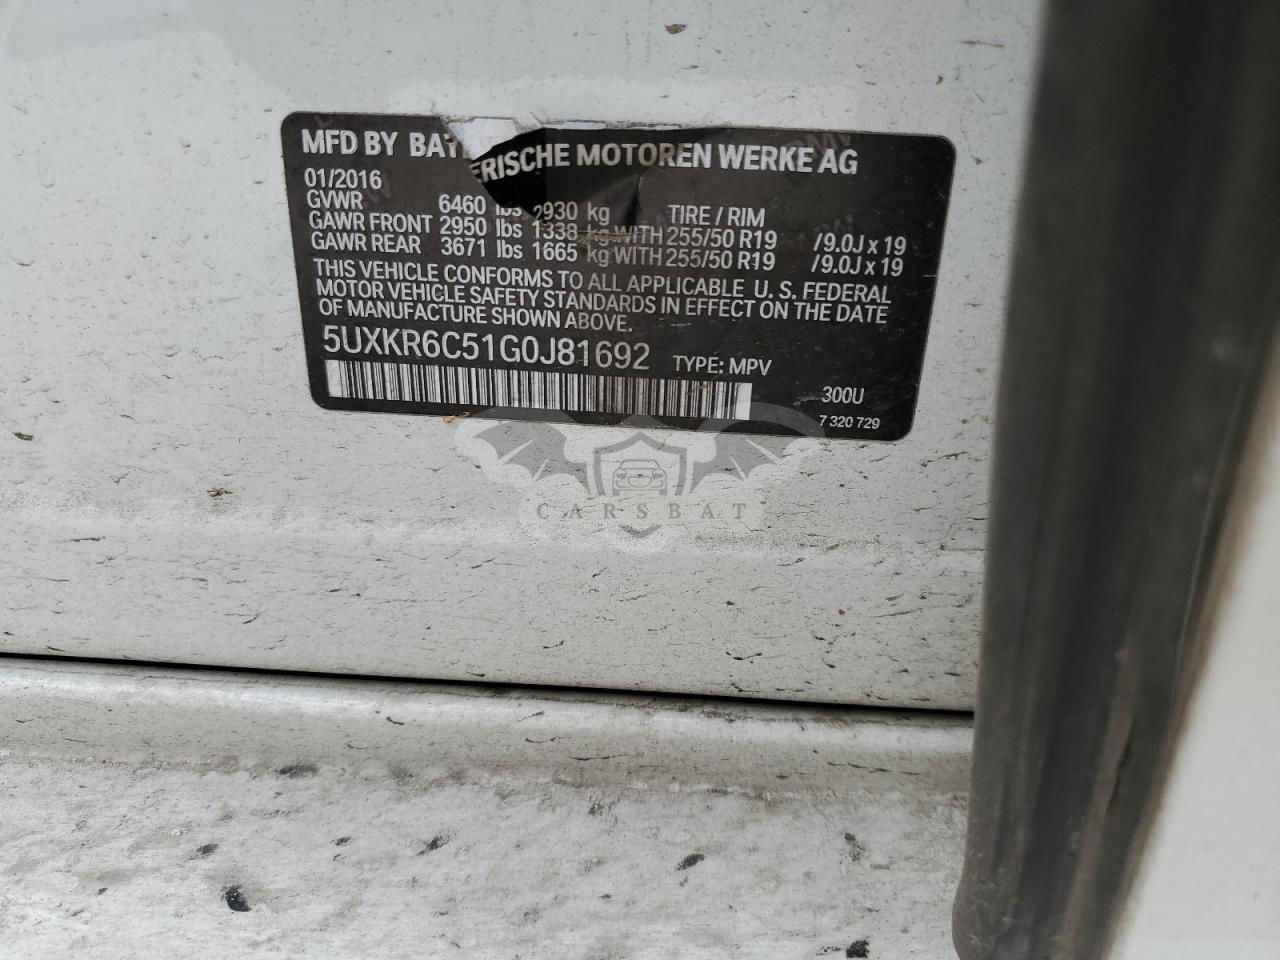 MFD BY BAYERISCHE MOTOREN WERKE AG
01/2016
GVWR 6460 lbs 2930 kg TIRE / RIM
GAWR FRONT 2950 lbs 1338 kg WITH 255/50 R19 /9.0J x 19
GAWR REAR 3671 lbs 1665 kg WITH 255/50 R19 /9.0J x 19
THIS VEHICLE CONFORMS TO ALL APPLICABLE U.S. FEDERAL
MOTOR VEHICLE SAFETY STANDARDS IN EFFECT ON THE DATE
OF MANUFACTURE SHOWN ABOVE.
5UXKR6C51G0J81692 TYPE: MPV
300U
7 320 729
CARSBAT